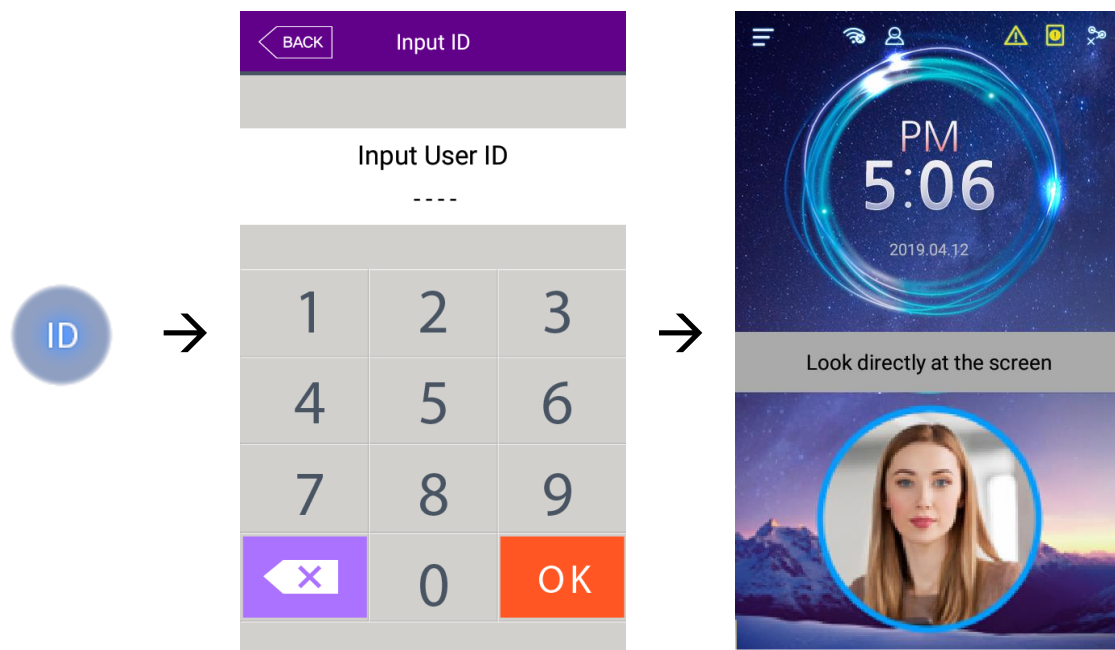 ID
BACK
Input ID
Input User ID
----
1 2 3
4 5 6
7 8 9
0 OK
PM
5:06
2019.04.12
Look directly at the screen